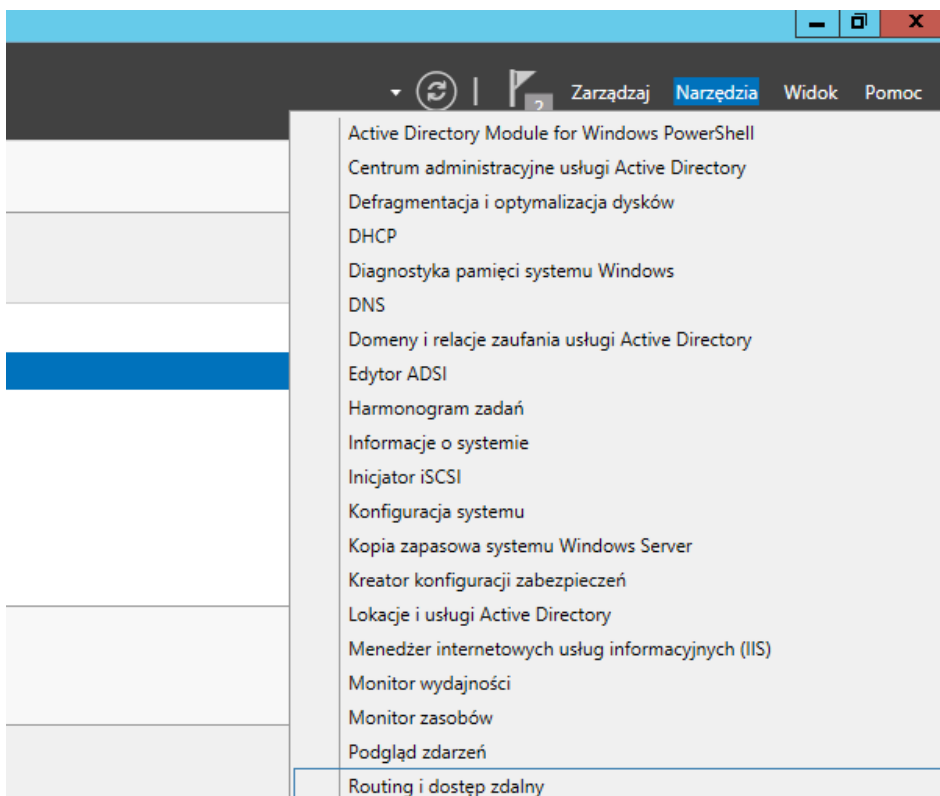 Zarządzaj Narzędzia Widok Pomoc
2
Active Directory Module for Windows PowerShell
Centrum administracyjne usługi Active Directory
Defragmentacja i optymalizacja dysków
DHCP
Diagnostyka pamięci systemu Windows
DNS
Domeny i relacje zaufania usługi Active Directory
Edytor ADSI
Harmonogram zadań
Informacje o systemie
Inicjator iSCSI
Konfiguracja systemu
Kopia zapasowa systemu Windows Server
Kreator konfiguracji zabezpieczeń
Lokacje i usługi Active Directory
Menedżer internetowych usług informacyjnych (IIS)
Monitor wydajności
Monitor zasobów
Podgląd zdarzeń
Routing i dostęp zdalny